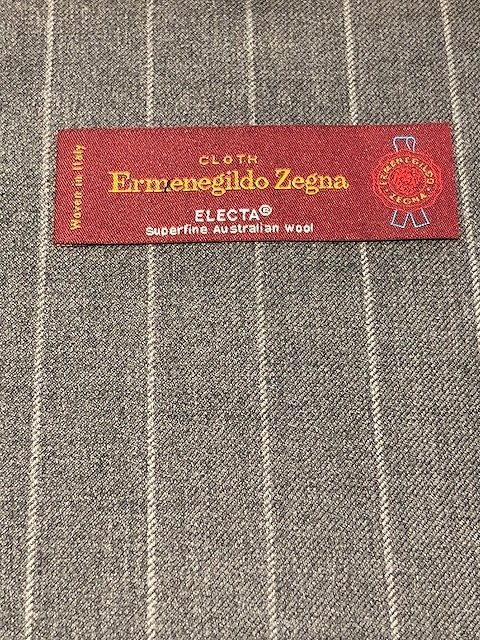 Woven in Italy
CLOTH
Ermenegildo Zegna
ELECTA®
Superfine Australian Wool
ERMENEGILDO
ZEGNA